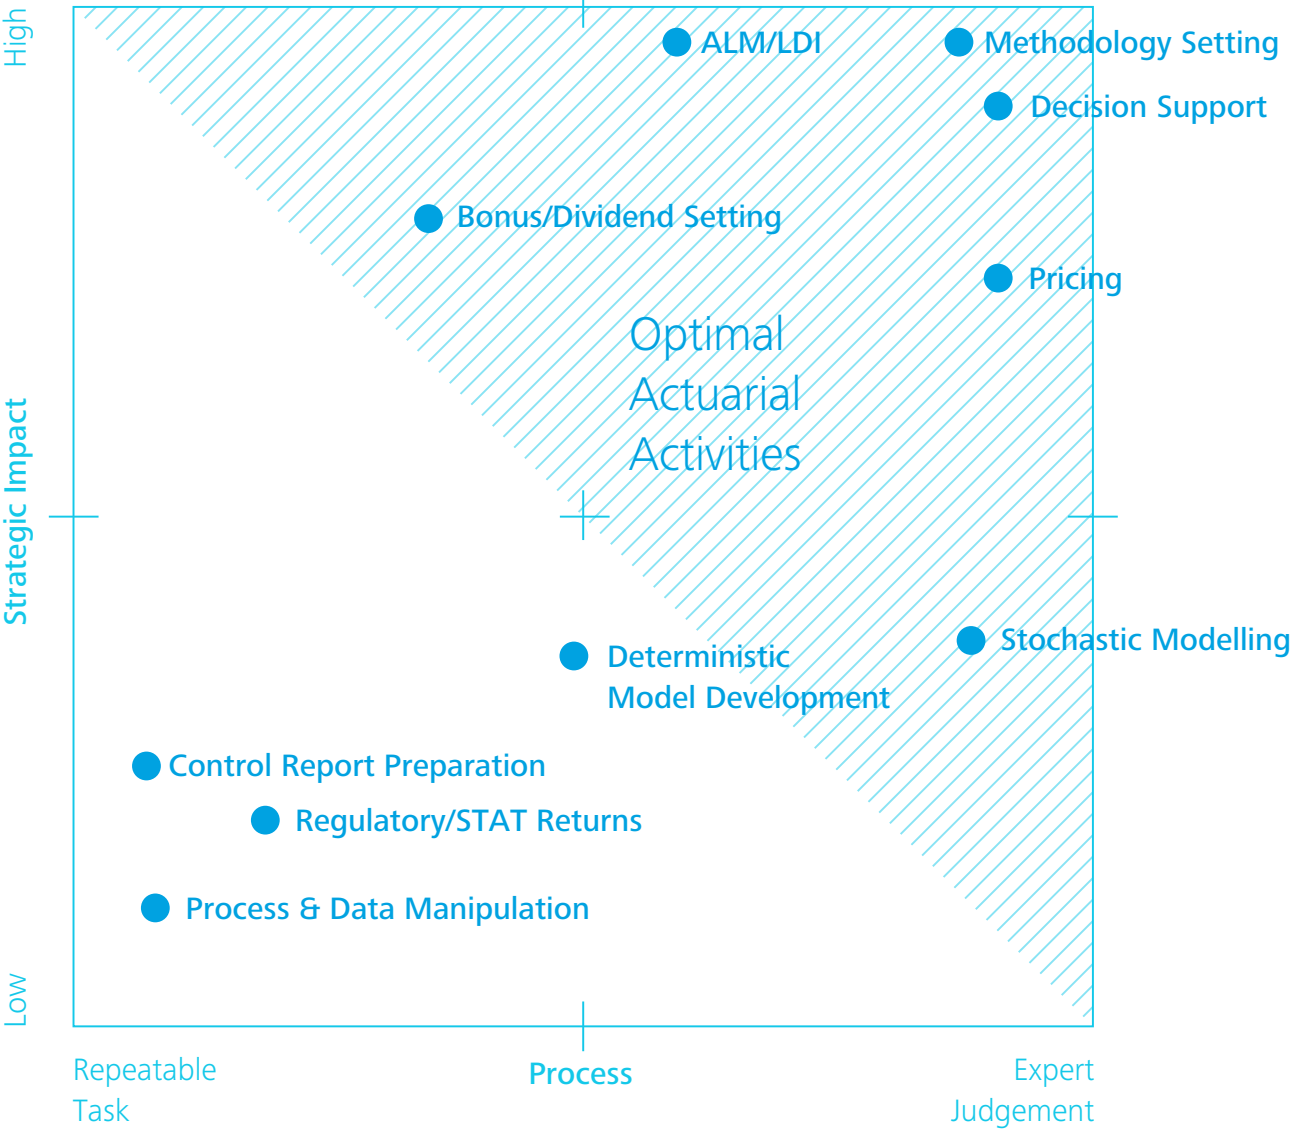 High
ALM/LDI
Methodology Setting
Decision Support
Bonus/Dividend Setting
Pricing
Optimal
Actuarial
Activities
Strategic Impact
Stochastic Modelling
Deterministic
Model Development
Control Report Preparation
Regulatory/STAT Returns
Process & Data Manipulation
Low
Repeatable
Task
Process
Expert
Judgement